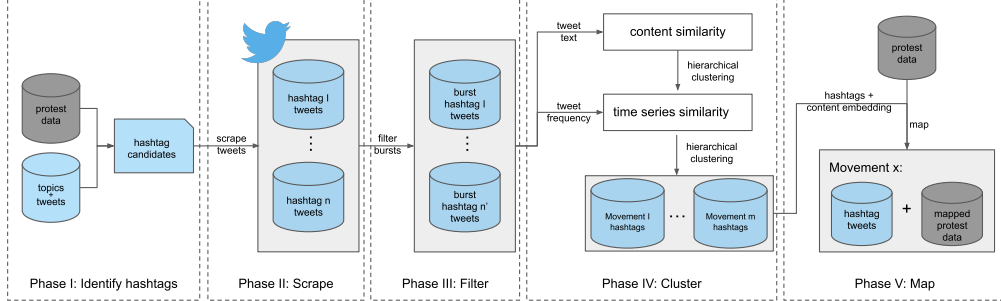 protest
data
topics
+
tweets
hashtag
candidates
Phase I: Identify hashtags
scrape
tweets
hashtag I
tweets
⋯
hashtag n
tweets
Phase II: Scrape
filter
bursts
burst
hashtag I
tweets
⋯
burst
hashtag n'
tweets
Phase III: Filter
tweet
text
content similarity
hierarchical
clustering
tweet
frequency
time series similarity
hierarchical
clustering
Movement I
hashtags
...
Movement m
hashtags
Phase IV: Cluster
protest
data
hashtags +
content embedding
map
Movement x:
hashtag
tweets
+
mapped
protest
data
Phase V: Map